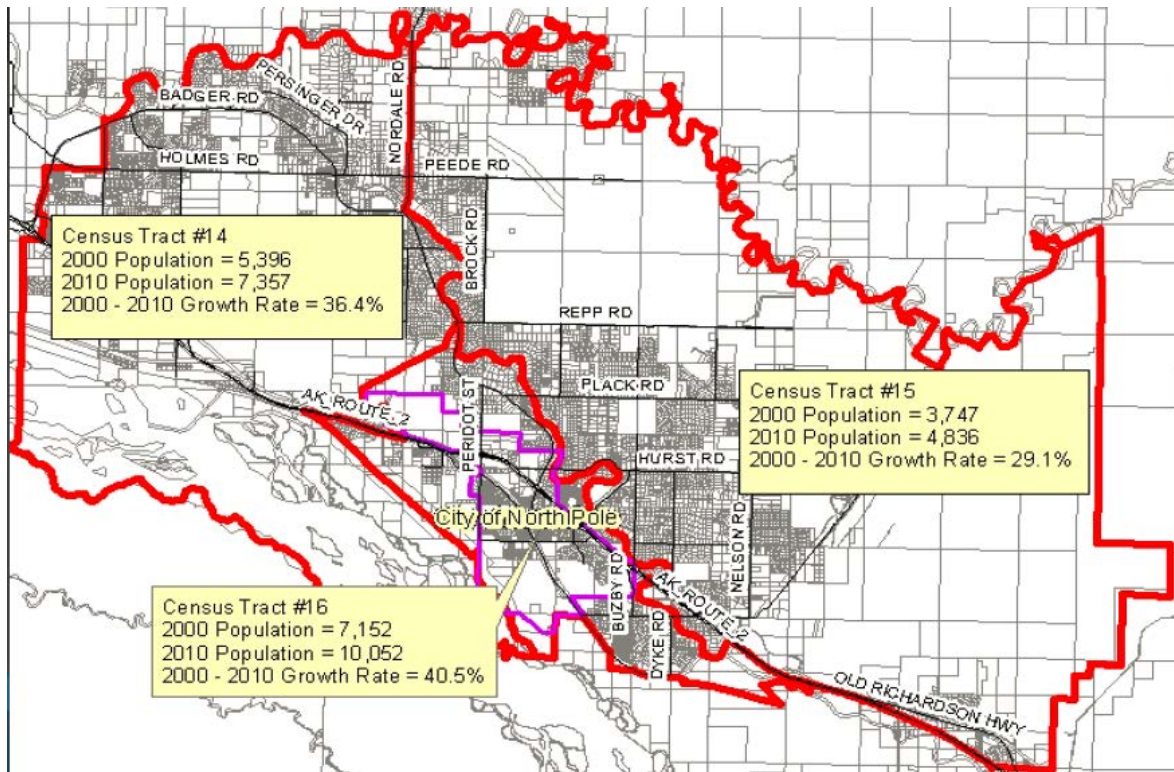 PERSINGER DR
BADGER RD
NORDALE RD
HOLMES RD
PEEDE RD
Census Tract #14
2000 Population = 5,396
2010 Population = 7,357
2000 - 2010 Growth Rate = 36.4%
BROCK RD
REPP RD
PLACK RD
AK. ROUTE .2
PERIDOT ST
Census Tract #15
2000 Population = 3,747
2010 Population = 4,836
2000 - 2010 Growth Rate = 29.1%
HURST RD
City of North Pole
NELSON RD
BUZBY RD
AK. ROUTE .2
DYKE RD
Census Tract #16
2000 Population = 7,152
2010 Population = 10,052
2000 - 2010 Growth Rate = 40.5%
OLD RICHARDSON HWY